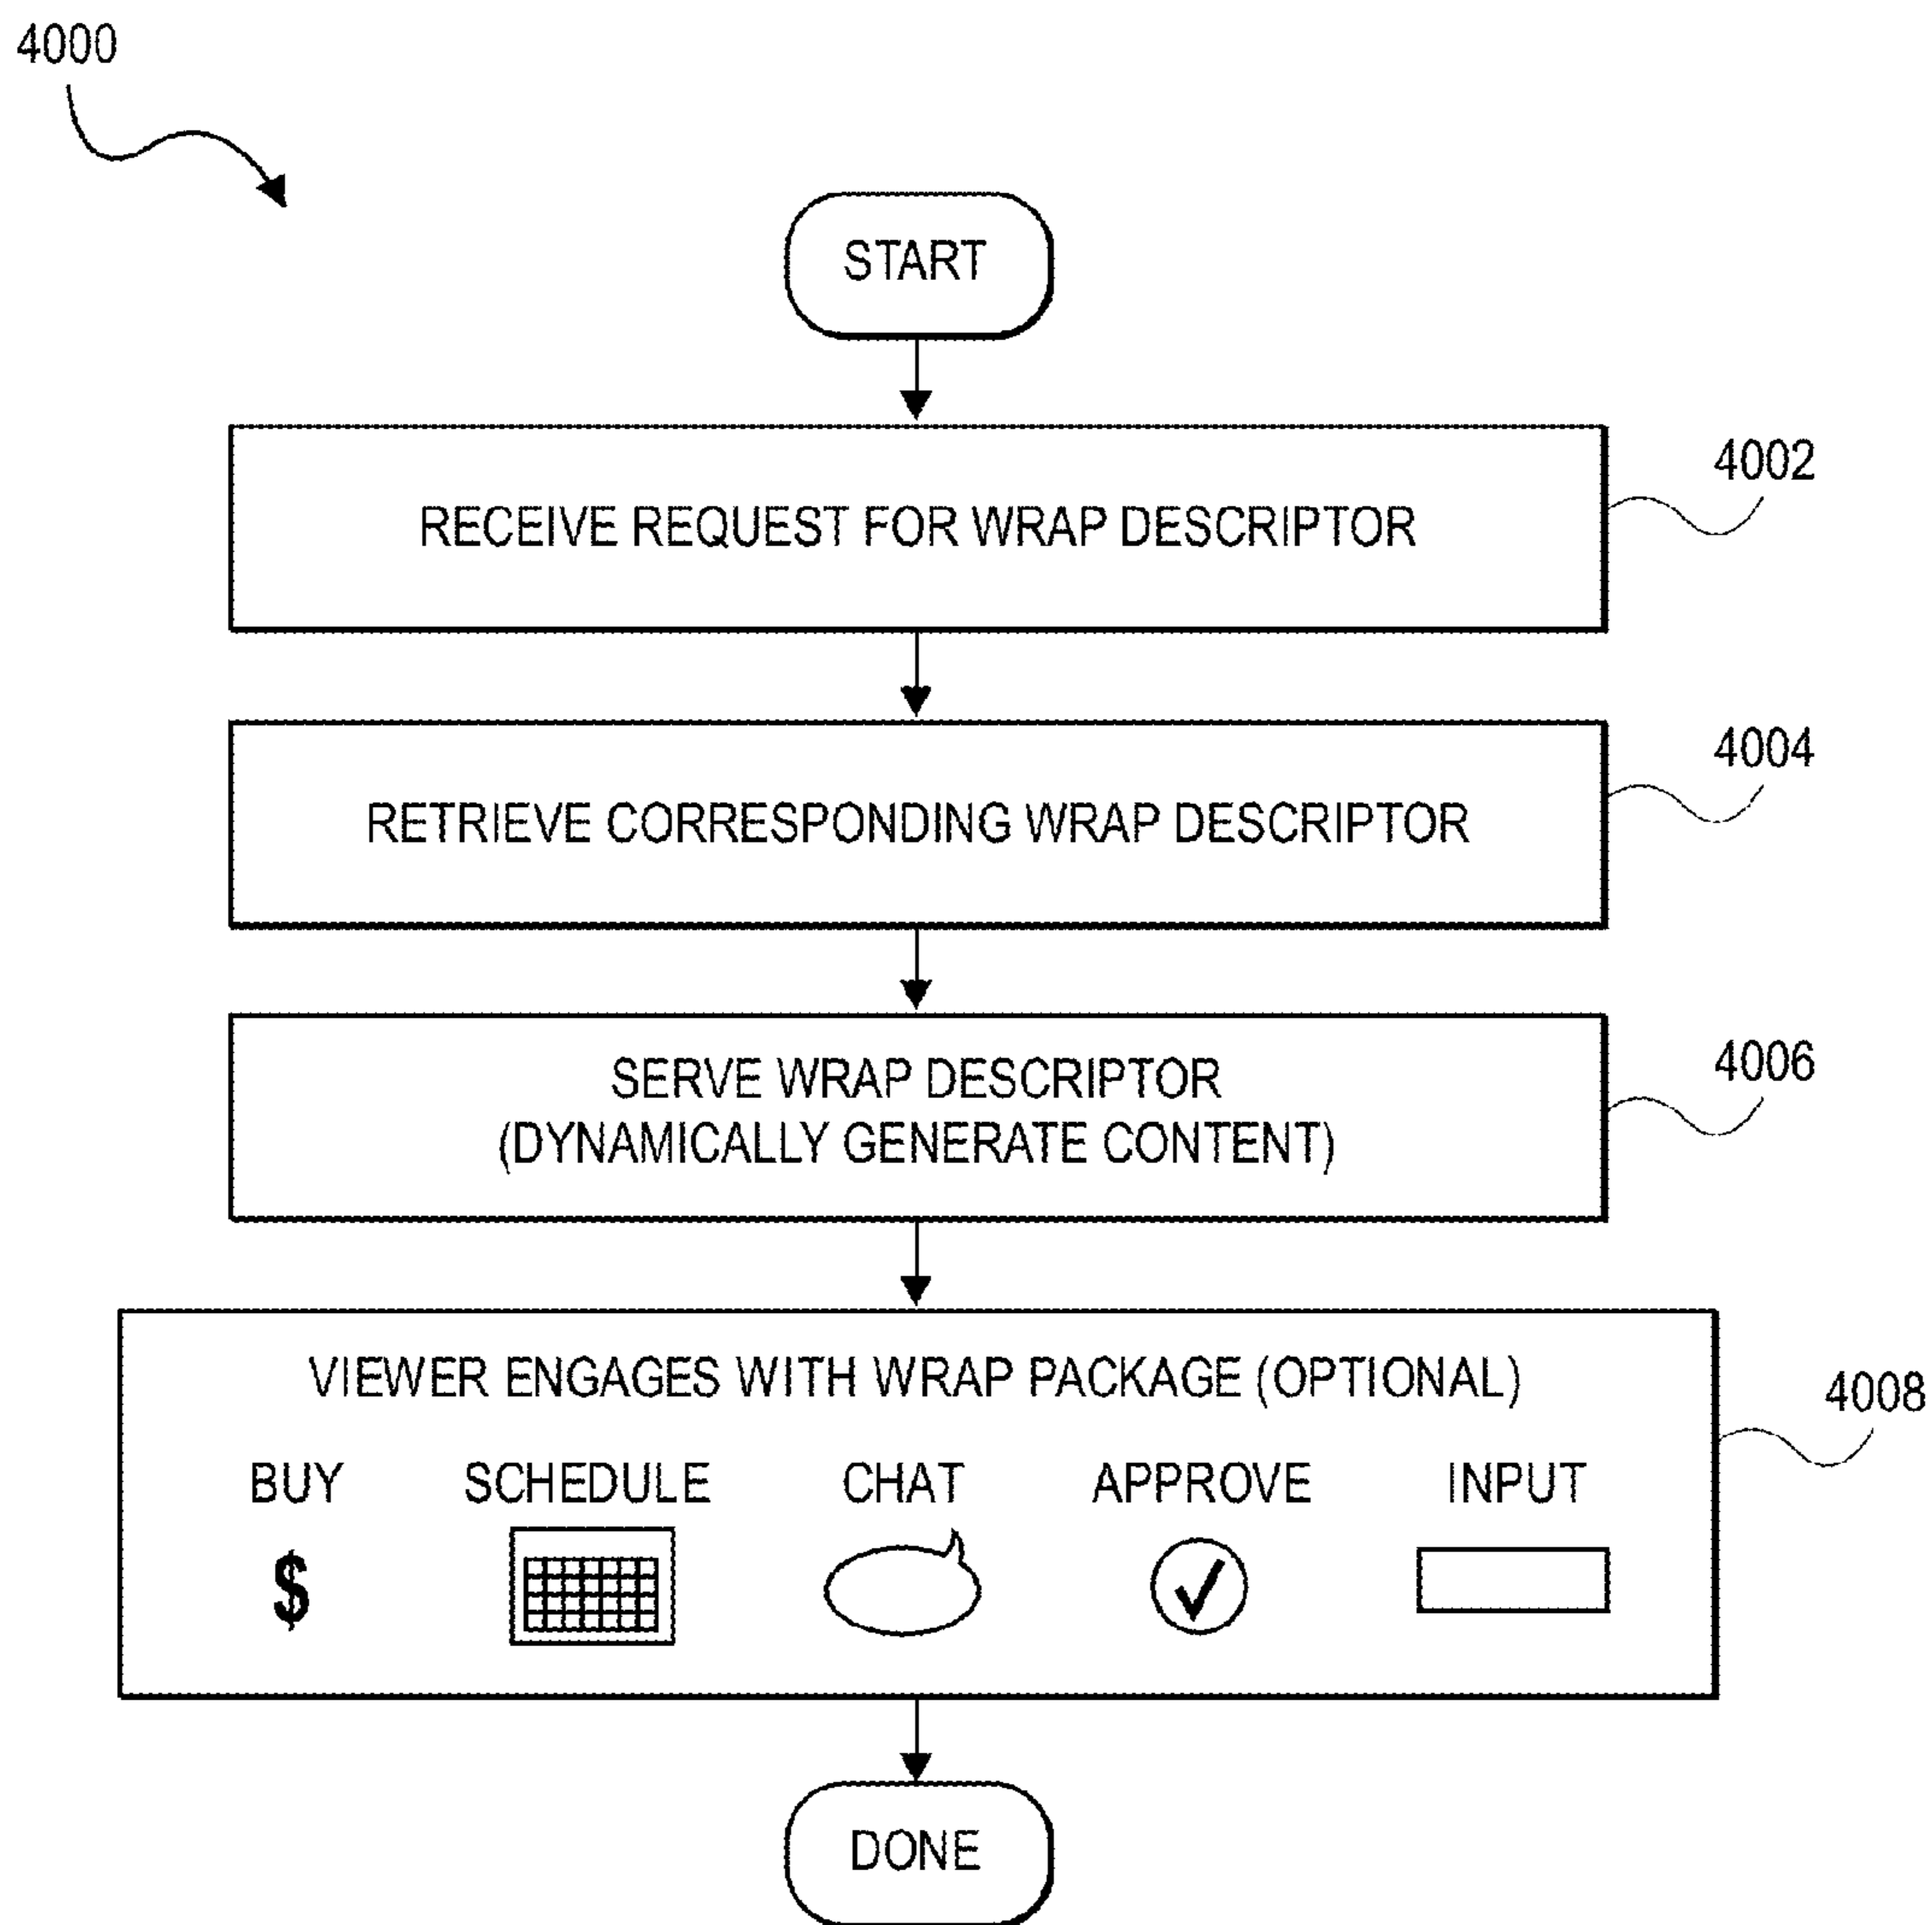 4000
START
RECEIVE REQUEST FOR WRAP DESCRIPTOR
4002
RETRIEVE CORRESPONDING WRAP DESCRIPTOR
4004
SERVE WRAP DESCRIPTOR
(DYNAMICALLY GENERATE CONTENT)
4006
VIEWER ENGAGES WITH WRAP PACKAGE (OPTIONAL)
4008
BUY SCHEDULE CHAT APPROVE INPUT
$
DONE